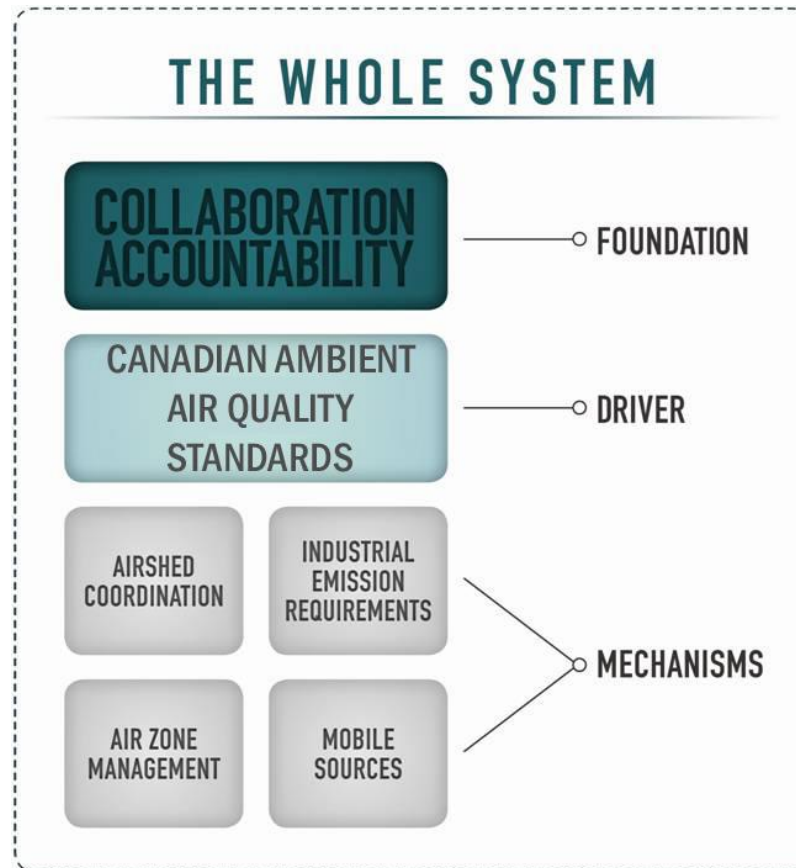 THE WHOLE SYSTEM
COLLABORATION
ACCOUNTABILITY
FOUNDATION
CANADIAN AMBIENT
AIR QUALITY
STANDARDS
DRIVER
AIRSHED
COORDINATION
INDUSTRIAL
EMISSION
REQUIREMENTS
MECHANISMS
AIR ZONE
MANAGEMENT
MOBILE
SOURCES